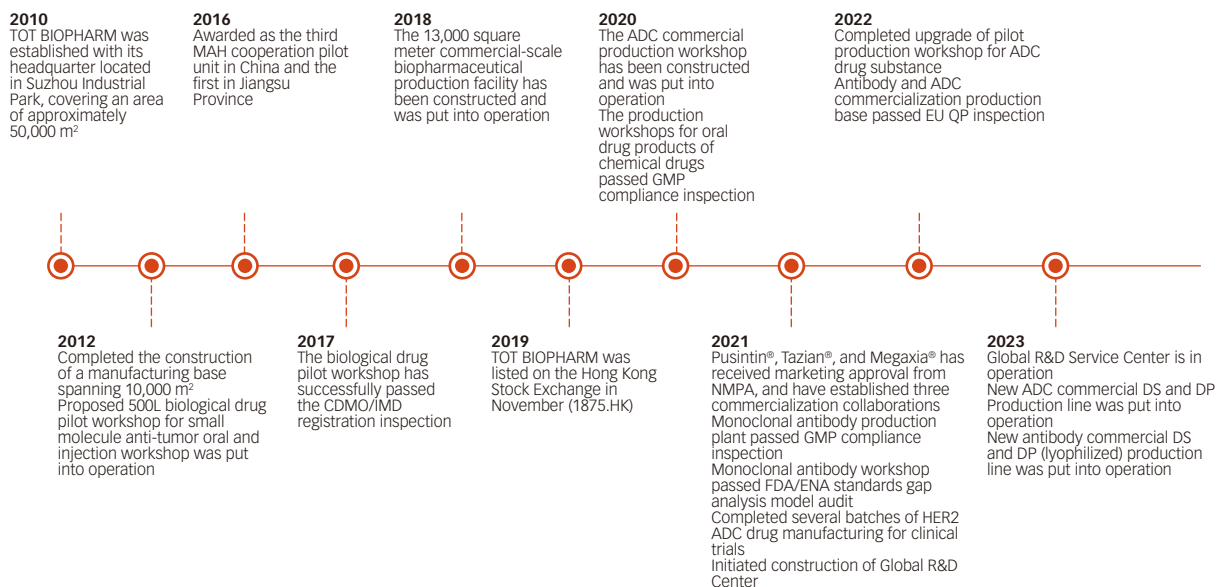 2010
TOT BIOPHARM was
established with its
headquarter located
in Suzhou Industrial
Park, covering an area
of approximately
50,000 m²
2016
Awarded as the third
MAH cooperation pilot
unit in China and the
first in Jiangsu
Province
2018
The 13,000 square
meter commercial-scale
biopharmaceutical
production facility has
been constructed and
was put into operation
2020
The ADC commercial
production workshop
has been constructed
and was put into
operation
The production
workshops for oral
drug products of
chemical drugs
passed GMP
compliance inspection
2022
Completed upgrade of pilot
production workshop for ADC
drug substance
Antibody and ADC
commercialization production
base passed EU QP inspection
2012
Completed the construction
of a manufacturing base
spanning 10,000 m²
Proposed 500L biological drug
pilot workshop for small
molecule anti-tumor oral and
injection workshop was put
into operation
2017
The biological drug
pilot workshop has
successfully passed
the CDMO/IMD
registration inspection
2019
TOT BIOPHARM was
listed on the Hong Kong
Stock Exchange in
November (1875.HK)
2021
Pusintin®, Tazian®, and Megaxia® has
received marketing approval from
NMPA, and have established three
commercialization collaborations
Monoclonal antibody production
plant passed GMP compliance
inspection
Monoclonal antibody workshop
passed FDA/ENA standards gap
analysis model audit
Completed several batches of HER2
ADC drug manufacturing for clinical
trials
Initiated construction of Global R&D
Center
2023
Global R&D Service Center is in
operation
New ADC commercial DS and DP
Production line was put into
operation
New antibody commercial DS
and DP (lyophilized) production
line was put into operation